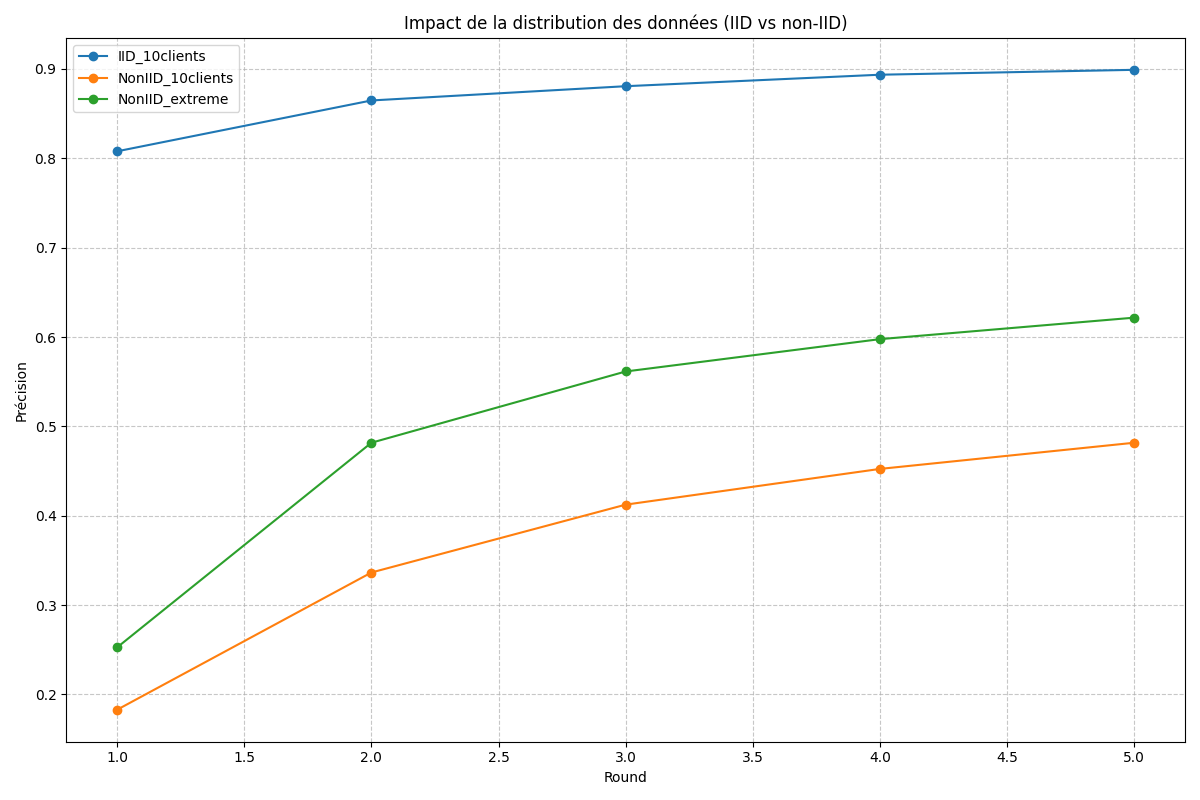 Impact de la distribution des données (IID vs non-IID)
IID_10clients
NonIID_10clients
NonIID_extreme
Précision
0.9
0.8
0.7
0.6
0.5
0.4
0.3
0.2
1.0 1.5 2.0 2.5 3.0 3.5 4.0 4.5 5.0
Round